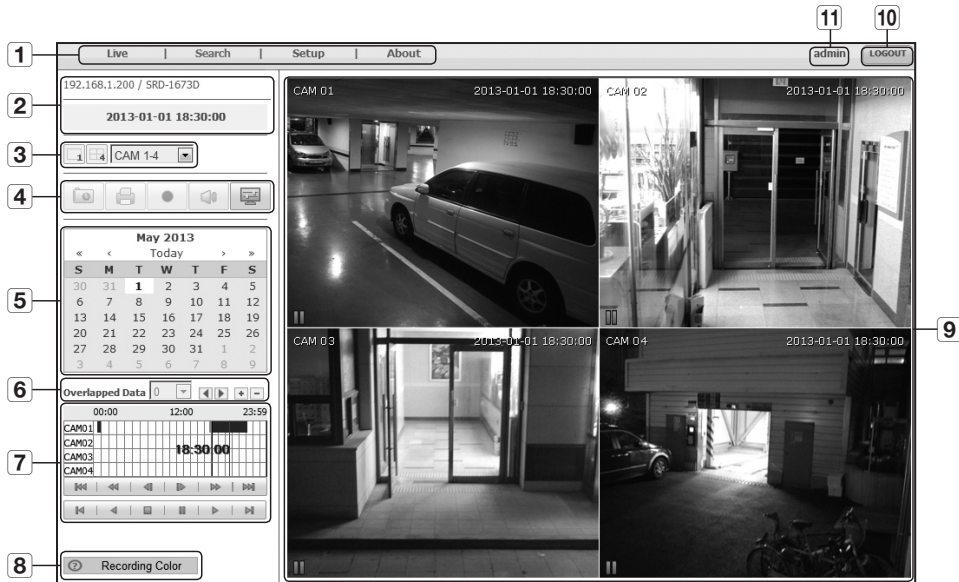 11 10
1 Live | Search | Setup | About admin LOGOUT
192.168.1.200 / SRD-1673D
2
2013-01-01 18:30:00
3 1 4 CAM 1-4
4
5
May 2013
« ‹ Today › »
S M T W T F S
30 31 1 2 3 4 5
6 7 8 9 10 11 12
13 14 15 16 17 18 19
20 21 22 23 24 25 26
27 28 29 30 31 1 2
3 4 5 6 7 8 9
6 Overlapped Data 0 + -
7
00:00 12:00 23:59
CAM01
CAM02
18:30:00
CAM03
CAM04
8 ? Recording Color
CAM 01 2013-01-01 18:30:00
CAM 02 2013-01-01 18:30:00
9
CAM 03 2013-01-01 18:30:00
CAM 04 2013-01-01 18:30:00